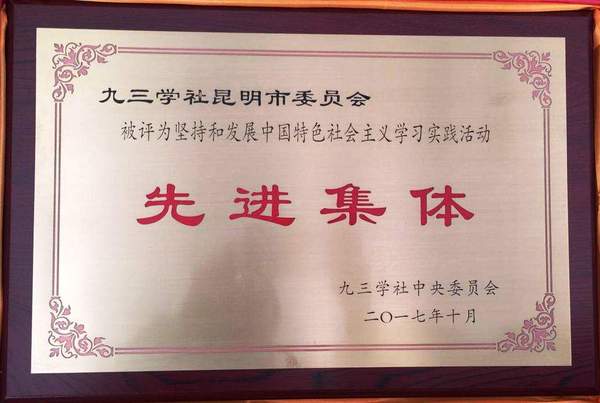 九三学社昆明市委员会
被评为坚持和发展中国特色社会主义学习实践活动
先进集体
九三学社中央委员会
二〇一七年十月